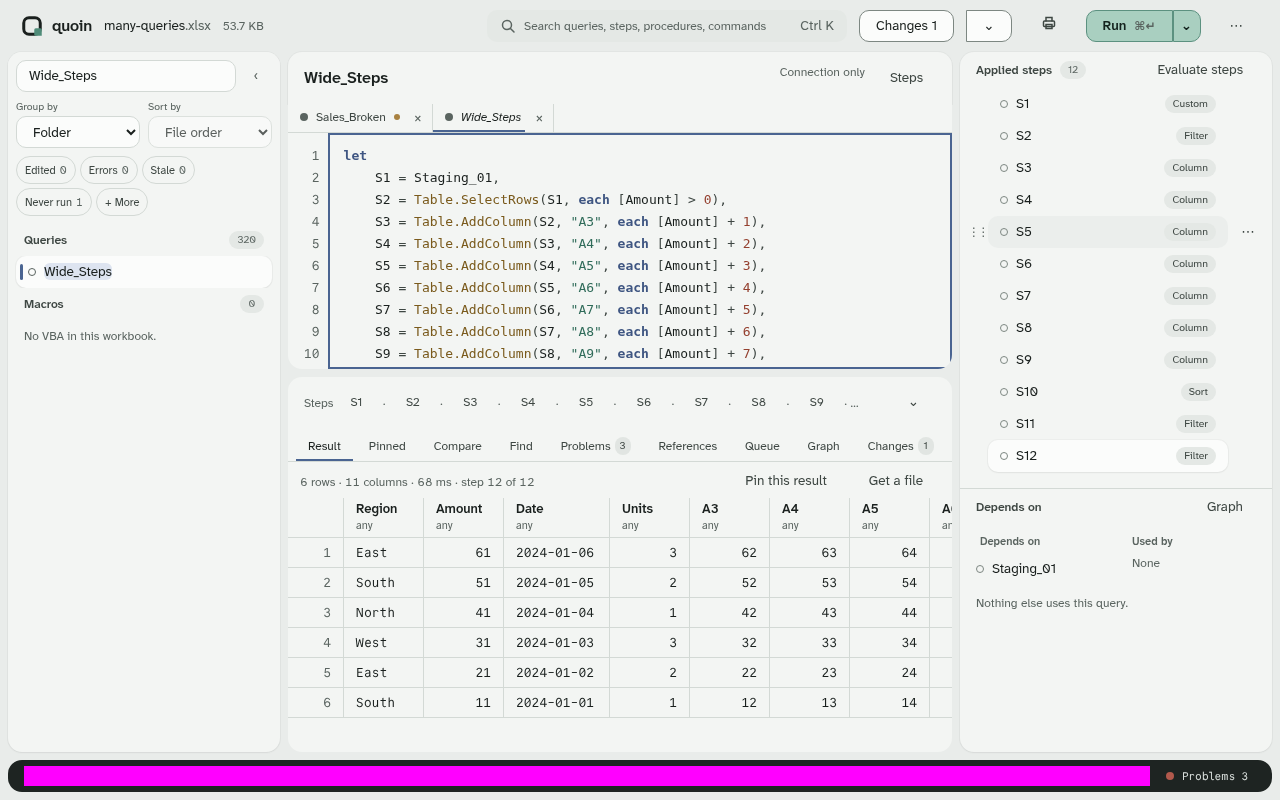 quoin many-queries.xlsx 53.7 KB Search queries, steps, procedures, commands Ctrl K Changes 1 Run ⌘↵ ...
Wide_Steps
Group by Sort by
Folder File order
Edited 0 Errors 0 Stale 0
Never run 1 + More
Queries 320
Wide_Steps
Macros 0
No VBA in this workbook.
Wide_Steps Connection only Steps
Sales_Broken × Wide_Steps ×
1 let
2 S1 = Staging_01,
3 S2 = Table.SelectRows(S1, each [Amount] > 0),
4 S3 = Table.AddColumn(S2, "A3", each [Amount] + 1),
5 S4 = Table.AddColumn(S3, "A4", each [Amount] + 2),
6 S5 = Table.AddColumn(S4, "A5", each [Amount] + 3),
7 S6 = Table.AddColumn(S5, "A6", each [Amount] + 4),
8 S7 = Table.AddColumn(S6, "A7", each [Amount] + 5),
9 S8 = Table.AddColumn(S7, "A8", each [Amount] + 6),
10 S9 = Table.AddColumn(S8, "A9", each [Amount] + 7),
Steps S1 · S2 · S3 · S4 · S5 · S6 · S7 · S8 · S9 · ...
Result Pinned Compare Find Problems 3 References Queue Graph Changes 1
6 rows · 11 columns · 68 ms · step 12 of 12 Pin this result Get a file
Region Amount Date Units A3 A4 A5
any any any any any any any an
1 East 61 2024-01-06 3 62 63 64
2 South 51 2024-01-05 2 52 53 54
3 North 41 2024-01-04 1 42 43 44
4 West 31 2024-01-03 3 32 33 34
5 East 21 2024-01-02 2 22 23 24
6 South 11 2024-01-01 1 12 13 14
Applied steps 12 Evaluate steps
S1 Custom
S2 Filter
S3 Column
S4 Column
S5 Column ...
S6 Column
S7 Column
S8 Column
S9 Column
S10 Sort
S11 Filter
S12 Filter
Depends on Graph
Depends on Used by
Staging_01 None
Nothing else uses this query.
Problems 3